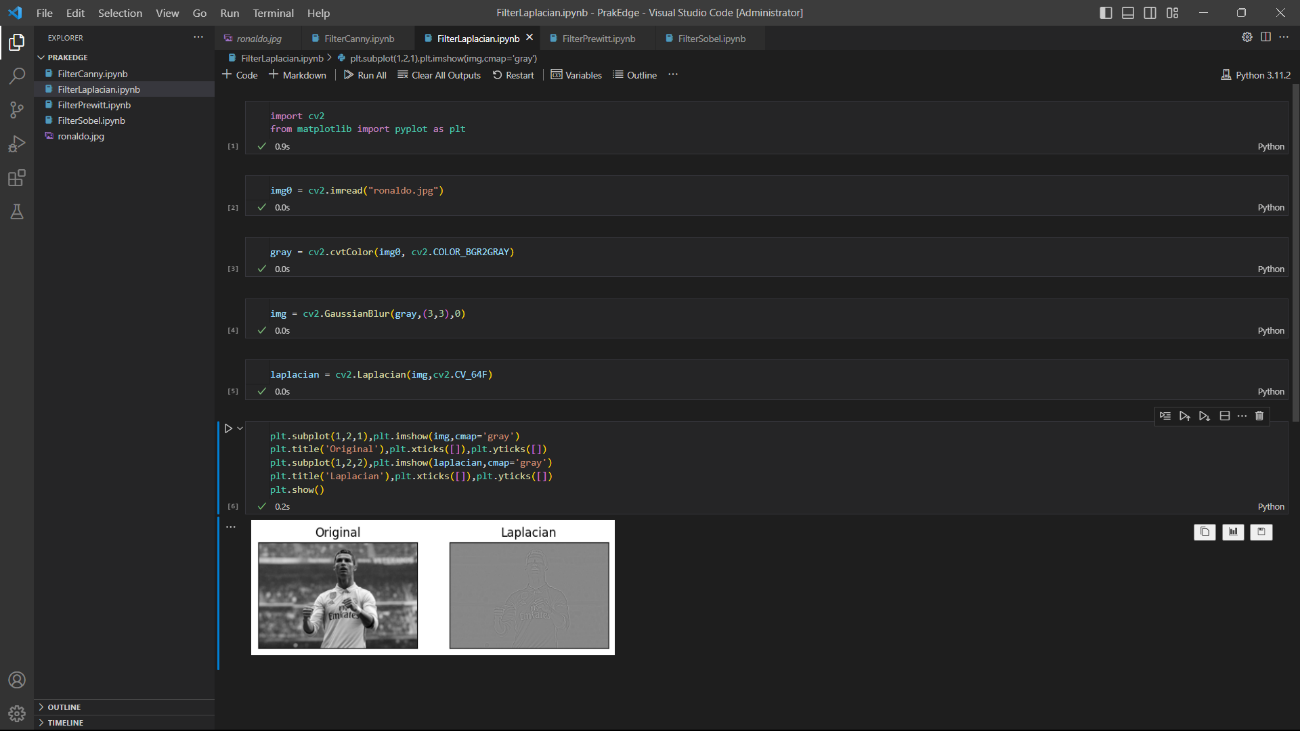 File Edit Selection View Go Run Terminal Help
FilterLaplacian.ipynb - PrakEdge - Visual Studio Code [Administrator]
EXPLORER
PRAKEDGE
FilterCanny.ipynb
FilterLaplacian.ipynb
FilterPrewitt.ipynb
FilterSobel.ipynb
ronaldo.jpg
OUTLINE
TIMELINE
ronaldo.jpg FilterCanny.ipynb FilterLaplacian.ipynb FilterPrewitt.ipynb FilterSobel.ipynb
FilterLaplacian.ipynb > plt.subplot(1,2,1),plt.imshow(img,cmap='gray')
+ Code + Markdown Run All Clear All Outputs Restart Variables Outline ... Python 3.11.2
import cv2
from matplotlib import pyplot as plt
[1] 0.9s Python
img0 = cv2.imread("ronaldo.jpg")
[2] 0.0s Python
gray = cv2.cvtColor(img0, cv2.COLOR_BGR2GRAY)
[3] 0.0s Python
img = cv2.GaussianBlur(gray,(3,3),0)
[4] 0.0s Python
laplacian = cv2.Laplacian(img,cv2.CV_64F)
[5] 0.0s Python
plt.subplot(1,2,1),plt.imshow(img,cmap='gray')
plt.title('Original'),plt.xticks([]),plt.yticks([])
plt.subplot(1,2,2),plt.imshow(laplacian,cmap='gray')
plt.title('Laplacian'),plt.xticks([]),plt.yticks([])
plt.show()
[6] 0.2s Python
Original Laplacian
Emirates